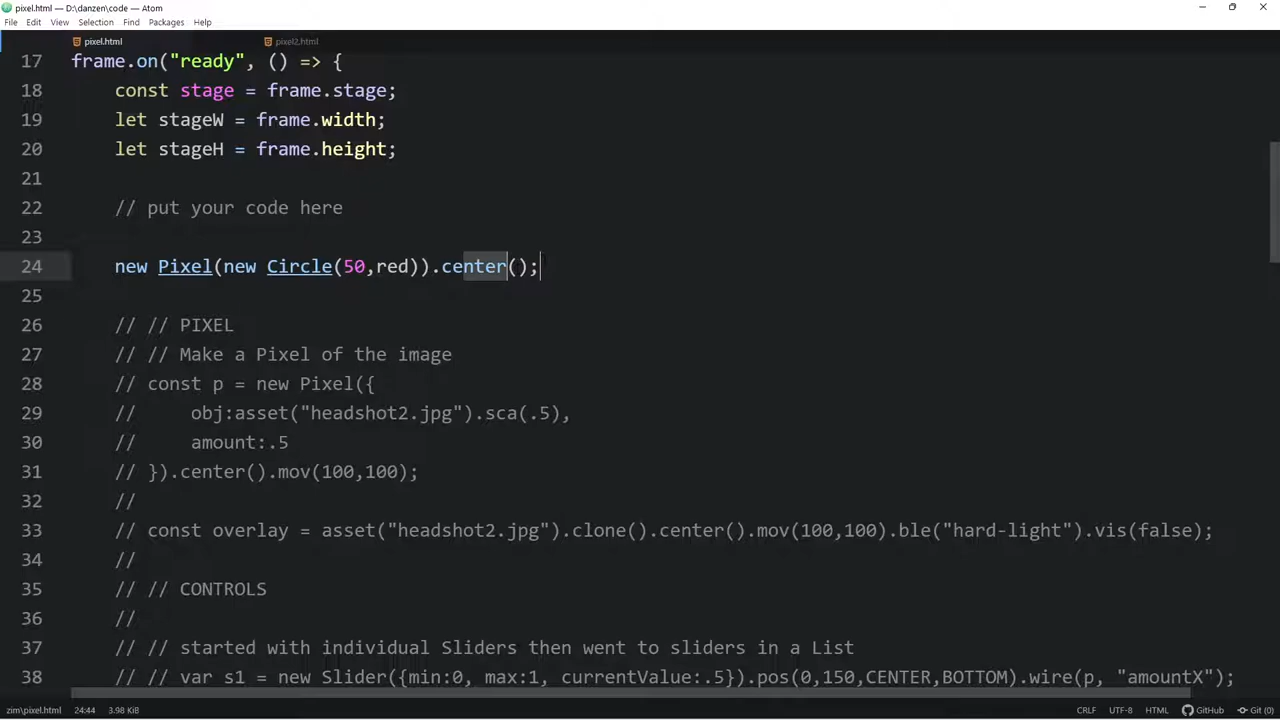 pixel.html — D:\danzen\code — Atom
File Edit View Selection Find Packages Help
pixel.html pixel2.html
17 frame.on("ready", () => {
18 const stage = frame.stage;
19 let stageW = frame.width;
20 let stageH = frame.height;
21
22 // put your code here
23
24 new Pixel(new Circle(50,red)).center();
25
26 // // PIXEL
27 // // Make a Pixel of the image
28 // const p = new Pixel({
29 // obj:asset("headshot2.jpg").sca(.5),
30 // amount:.5
31 // }).center().mov(100,100);
32 //
33 // const overlay = asset("headshot2.jpg").clone().center().mov(100,100).ble("hard-light").vis(false);
34 //
35 // // CONTROLS
36 //
37 // // started with individual Sliders then went to sliders in a List
38 // // var s1 = new Slider({min:0, max:1, currentValue:.5}).pos(0,150,CENTER,BOTTOM).wire(p, "amountX");
zim\pixel.html 24:44 3.98 KiB CRLF UTF-8 HTML GitHub Git (0)